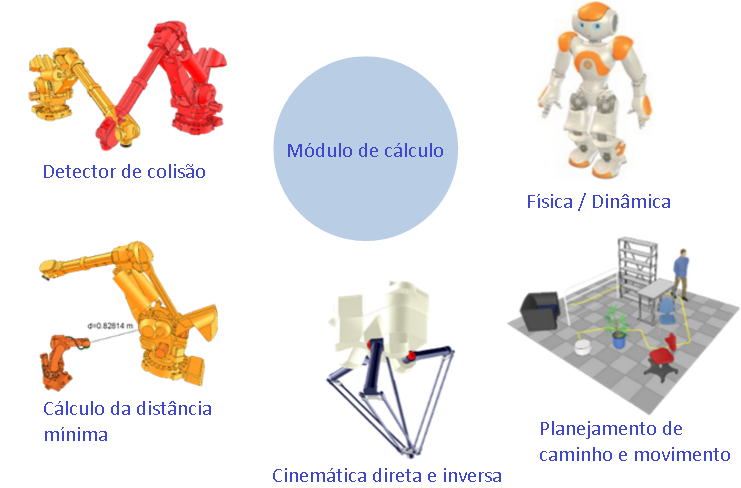 Módulo de cálculo
Detector de colisão
Física / Dinâmica
d=0.82814 m
Cálculo da distância
mínima
Cinemática direta e inversa
Planejamento de
caminho e movimento